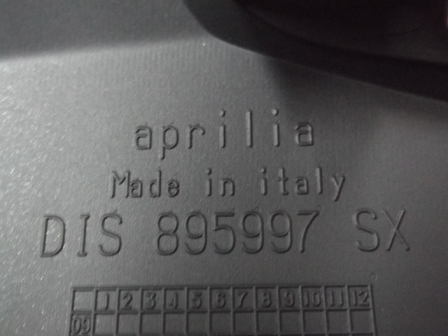 aprilia
Made in italy
DIS 895997 SX
1 2 3 4 5 6 7 8 9 10 11 12
09